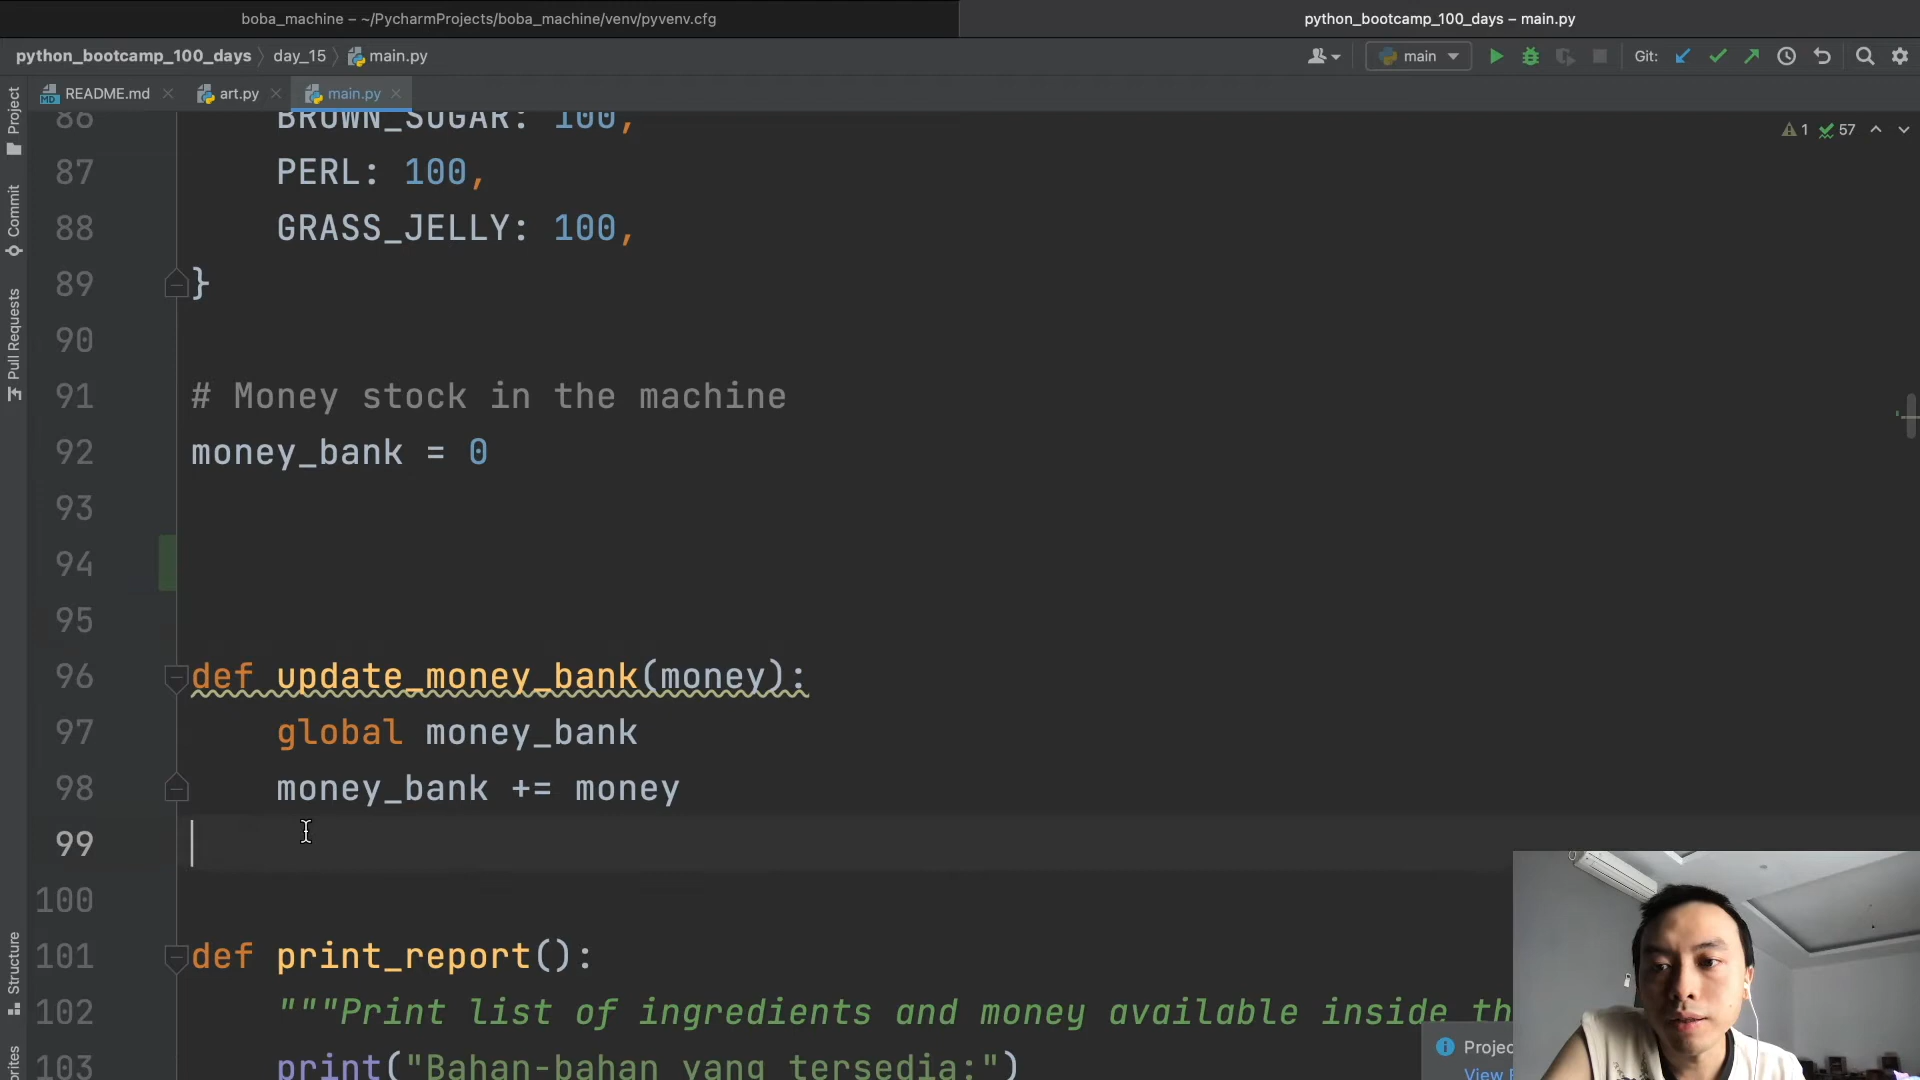 boba_machine – ~/PycharmProjects/boba_machine/venv/pyvenv.cfg
python_bootcamp_100_days – main.py
python_bootcamp_100_days
day_15
main.py
main
Git:
README.md
art.py
main.py
Project
Commit
Pull Requests
Structure
1
57
86 BROWN_SUGAR: 100,
87 PERL: 100,
88 GRASS_JELLY: 100,
89 }
90
91 # Money stock in the machine
92 money_bank = 0
93
94
95
96 def update_money_bank(money):
97 global money_bank
98 money_bank += money
99
100
101 def print_report():
102 """Print list of ingredients and money available inside th
103 print("Bahan-bahan yang tersedia:")